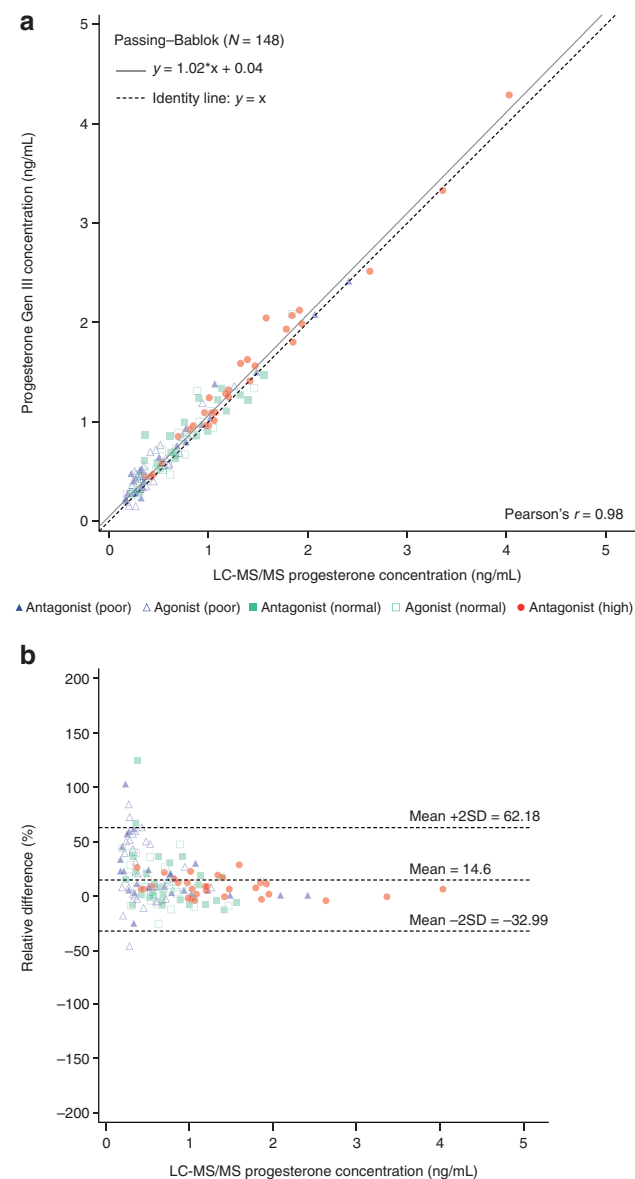 a
Passing–Bablok (N = 148)
y = 1.02*x + 0.04
Identity line: y = x
Progesterone Gen III concentration (ng/mL)
5
4
3
2
1
0
Pearson's r = 0.98
0 1 2 3 4 5
LC-MS/MS progesterone concentration (ng/mL)
Antagonist (poor) Agonist (poor) Antagonist (normal) Agonist (normal) Antagonist (high)
b
Relative difference (%)
200
150
100
50
0
–50
–100
–150
–200
Mean +2SD = 62.18
Mean = 14.6
Mean –2SD = –32.99
0 1 2 3 4 5
LC-MS/MS progesterone concentration (ng/mL)